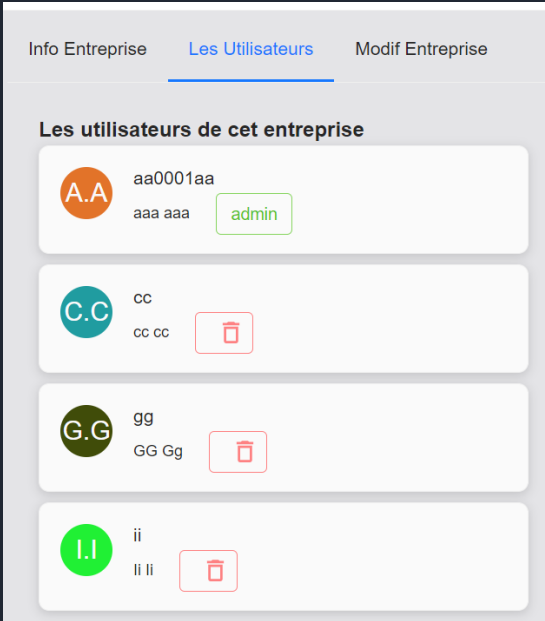 Info Entreprise Les Utilisateurs Modif Entreprise
Les utilisateurs de cet entreprise
A.A
aa0001aa
aaa aaa admin
C.C
cc
cc cc
G.G
gg
GG Gg
I.I
ii
Ii Ii